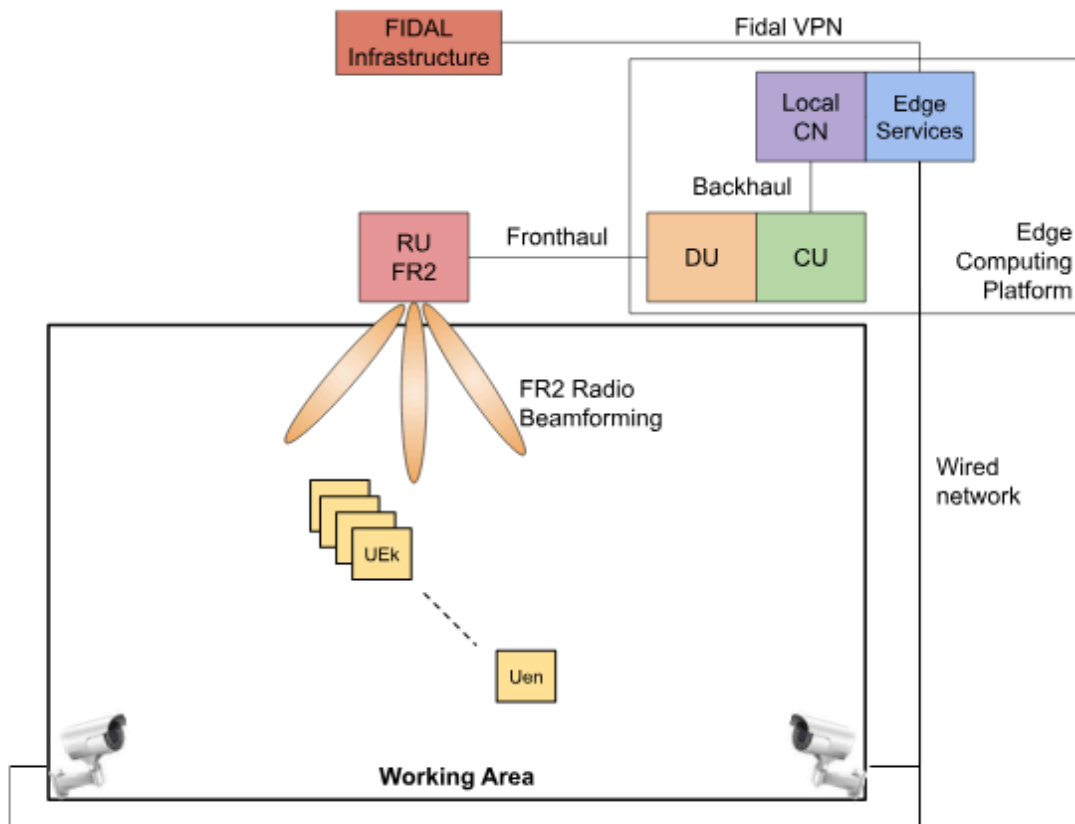 FIDAL
Infrastructure
Fidal VPN
Local
CN
Edge
Services
Backhaul
RU
FR2
Fronthaul
DU
CU
Edge
Computing
Platform
FR2 Radio
Beamforming
Wired
network
UEk
Uen
Working Area